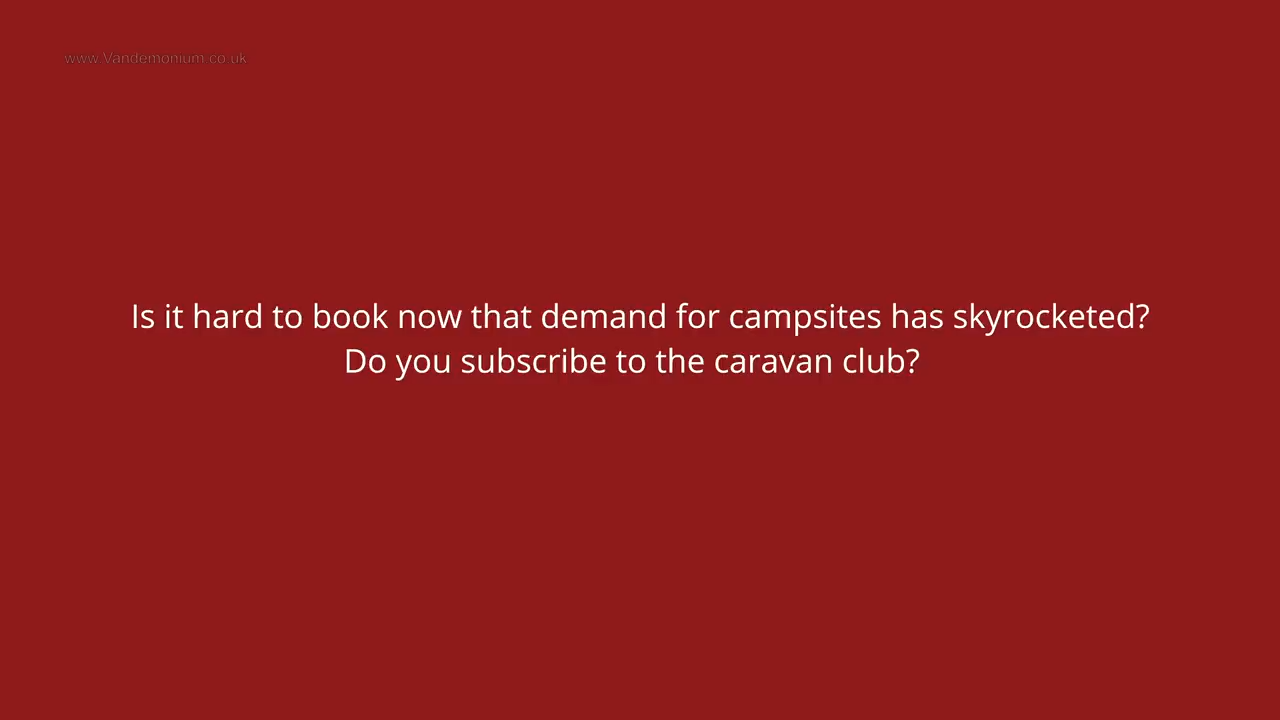 www.Vandemonium.co.uk
Is it hard to book now that demand for campsites has skyrocketed?
Do you subscribe to the caravan club?